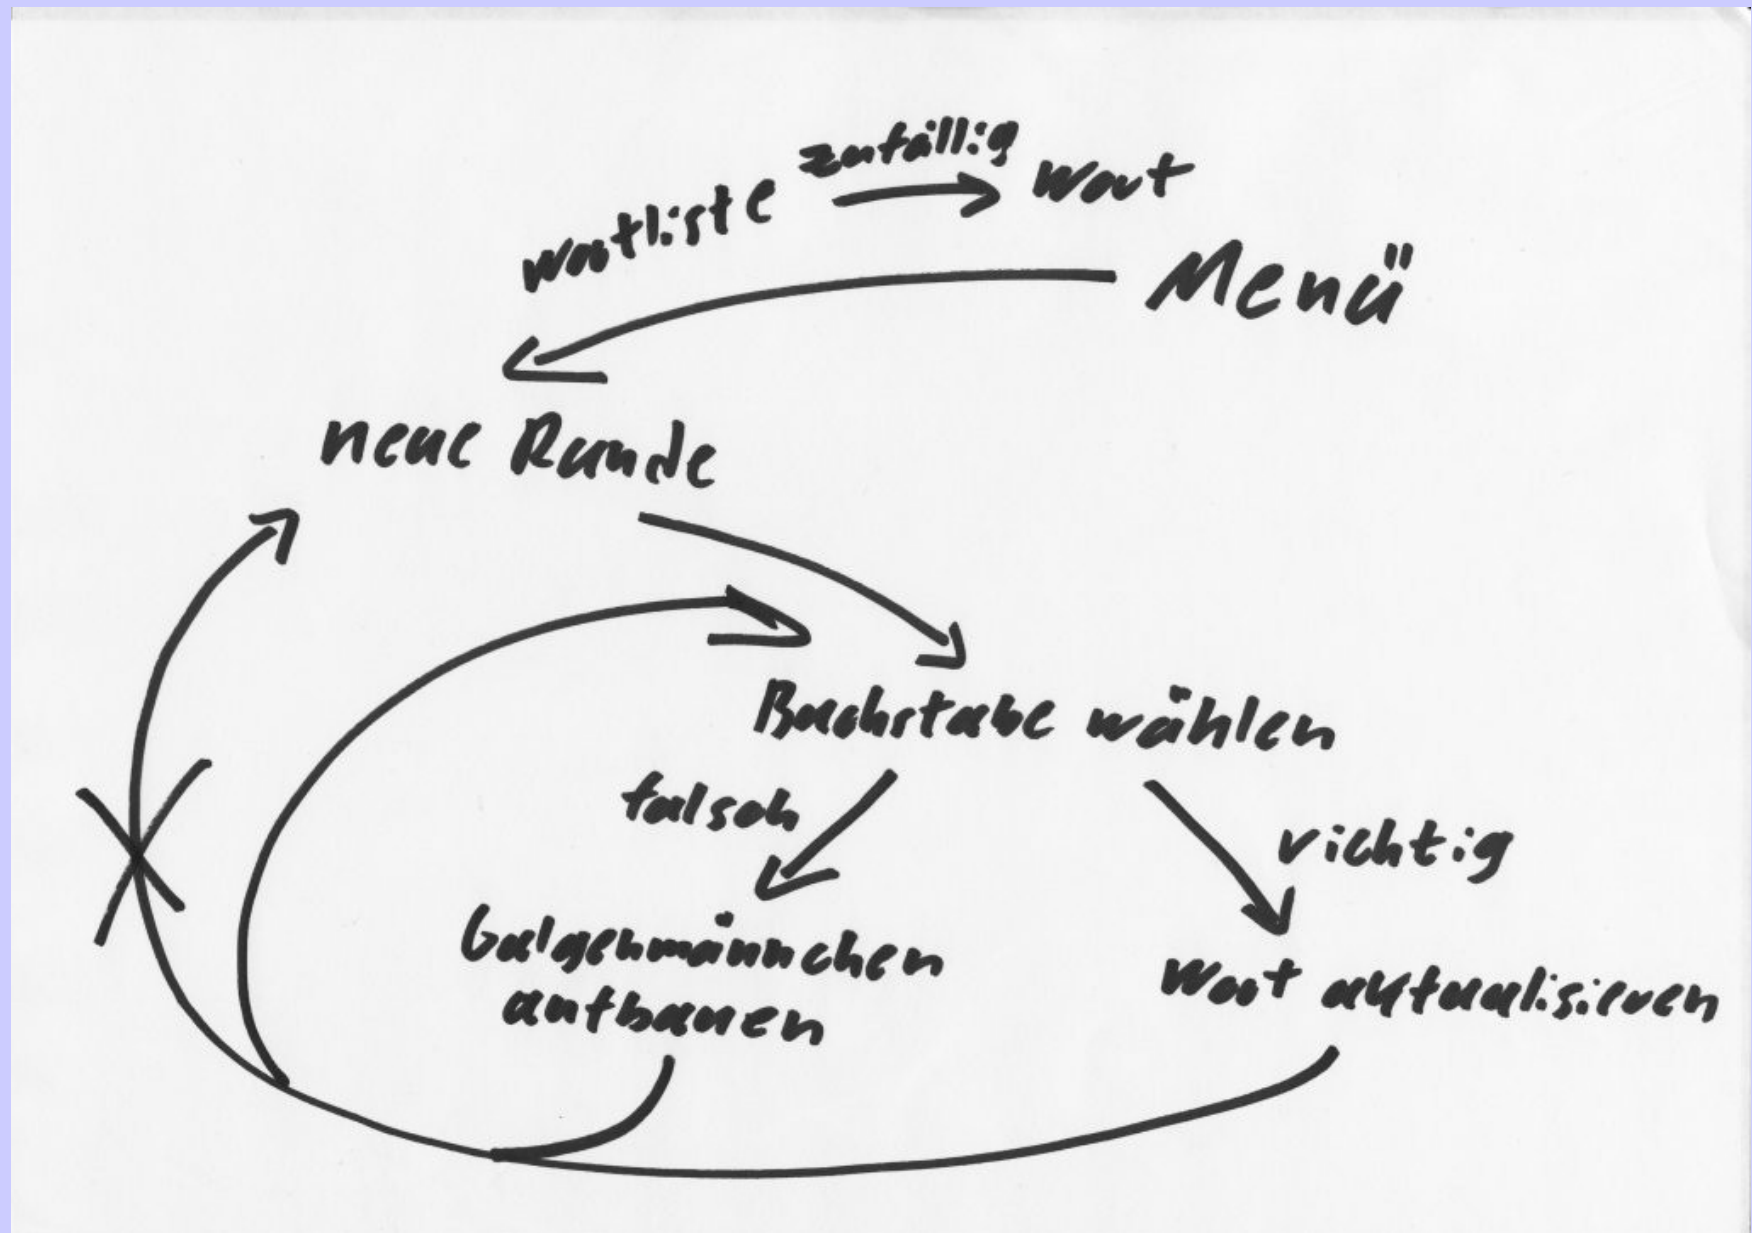 Wortliste zufällig Wort
Menü
neue Runde
Buchstabe wählen
falsch
richtig
Galgenmännchen
aufbauen
Wort aktualisieren